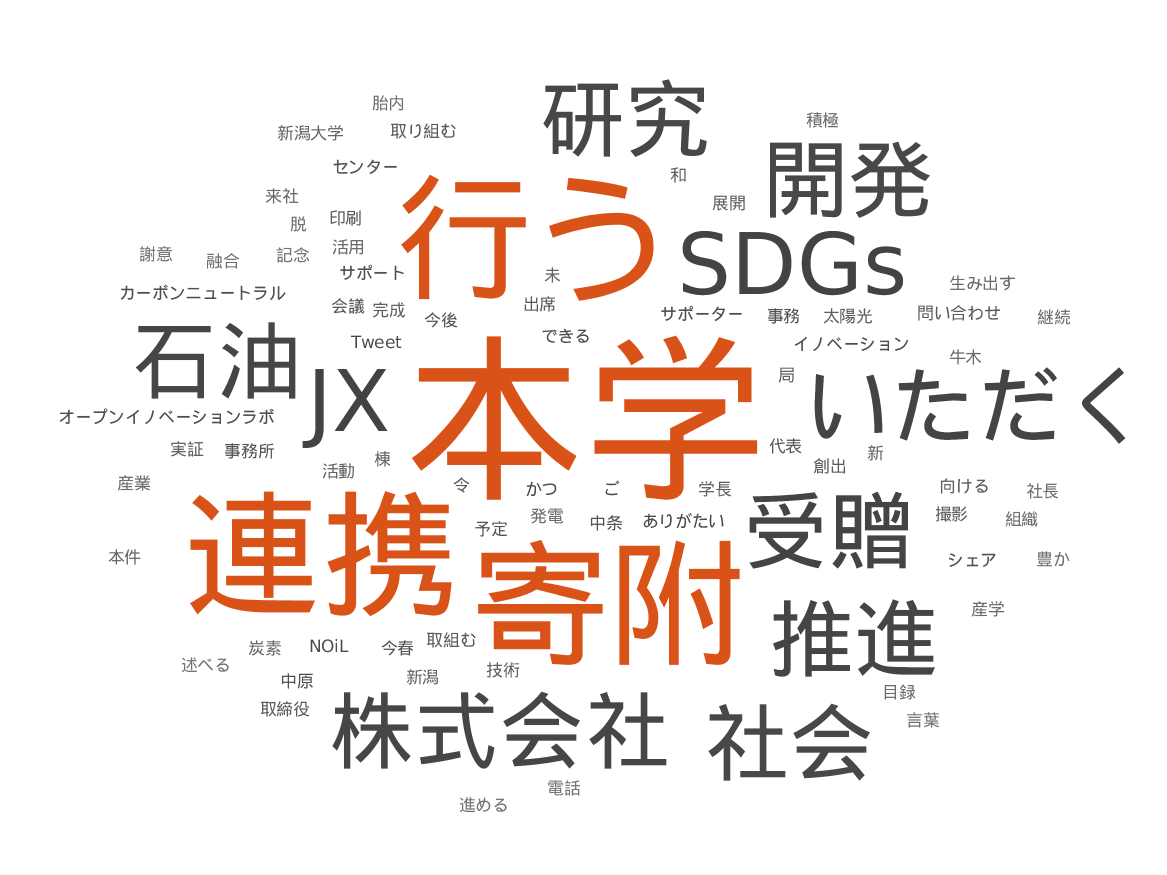 研究
胎内
積極
新潟大学
取り組む
開発
センター
和
行う
来社
展開
脱
印刷
活用
謝意
融合
記念
SDGs
サポート
未
生み出す
カーボンニュートラル
会議
完成
今後
出席
サポーター
事務
太陽光
問い合わせ
継続
できる
Tweet
イノベーション
牛木
石油
JX
本学
局
いただく
オープンイノベーションラボ
実証
事務所
棟
代表
新
創出
産業
活動
令
かつ
ご
学長
向ける
社長
連携
予定
発電
中条
ありがたい
受贈
撮影
組織
本件
寄附
シェア
豊か
産学
推進
述べる
炭素
NOiL
今春
取組む
中原
新潟
技術
目録
取締役
株式会社
社会
言葉
電話
進める